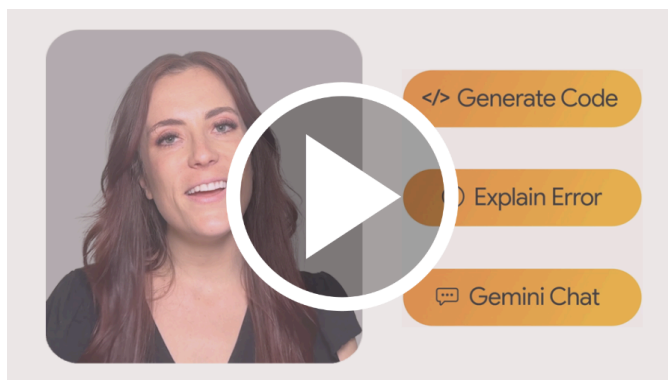 </> Generate Code
Explain Error
Gemini Chat